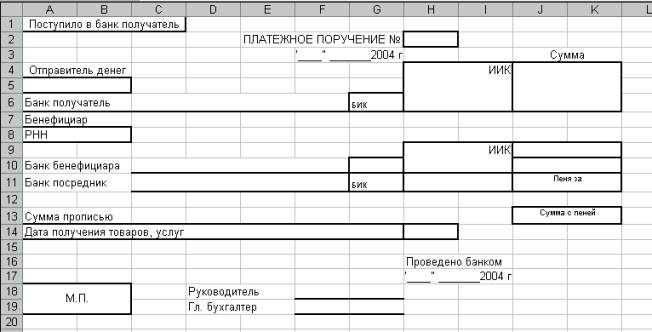 A B C D E F G H I J K L
1 Поступило в банк получатель
2 ПЛАТЕЖНОЕ ПОРУЧЕНИЕ №
3 "____" _______2004 г Сумма
4 Отправитель денег ИИК
5
6 Банк получатель БИК
7 Бенефициар
8 РНН
9 ИИК
10 Банк бенефициара
11 Банк посредник БИК Пеня за
12
13 Сумма прописью Сумма с пеней
14 Дата получения товаров, услуг
15
16 Проведено банком
17 "____" _______2004 г
18 М.П. Руководитель
19 Гл. бухгалтер
20